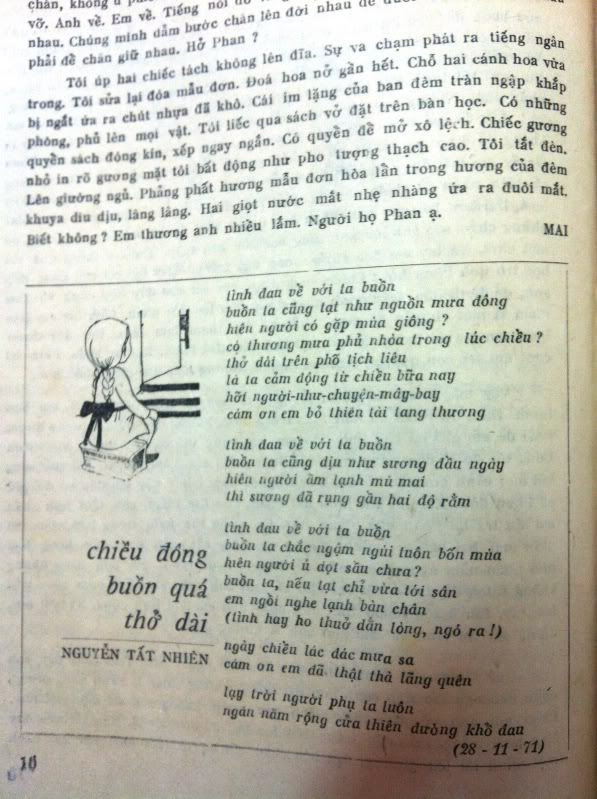 vỡ. Anh về. Em về. Tiếng nói đó
nhau. Chúng mình dẫm bước chân lên đời nhau để
phải để chân giữ nhau. Hở Phan ?
Tôi úp hai chiếc tách không lên đĩa. Sự va chạm phát ra tiếng ngân
trong. Tôi sửa lại đóa mẫu đơn. Đoá hoa nở gần hết. Chỗ hai cánh hoa vừa
bị ngắt ứa ra chút nhựa đã khô. Cái im lặng của ban đêm tràn ngập khắp
phòng, phủ lên mọi vật. Tôi liếc qua sách vở đặt trên bàn học. Có những
quyển sách đóng kín, xếp ngay ngắn. Có quyển để mở xô lệch. Chiếc gương
nhỏ in rõ gương mặt tôi bất động như pho tượng thạch cao. Tôi tắt đèn.
Lên giường ngủ. Phảng phất hương mẫu đơn hòa lẫn trong hương của đêm
khuya dìu dịu, lâng lâng. Hai giọt nước mắt nhẹ nhàng ứa ra đuôi mắt.
Biết không ? Em thương anh nhiều lắm. Người họ Phan ạ.
MAI
tình đau về với ta buồn
buồn ta cũng tạt như nguồn mưa đông
hiên người có gặp mùa giông ?
có thương mưa phủ nhòa trong lúc chiều ?
thở dài trên phố tịch liêu
là ta cảm động từ chiều bữa nay
hỡi người-như-chuyện-mây-bay
cám ơn em bỏ thiên tài tang thương
tình đau về với ta buồn
buồn ta cũng dịu như sương đầu ngày
hiên người ẩm lạnh mù mai
thì sương đã rụng gần hai độ rằm
tình đau về với ta buồn
buồn ta chắc ngậm ngùi luôn bốn mùa
hiên người ủ dột sầu chưa ?
buồn ta, nếu tạt chỉ vừa tới sân
em ngồi nghe lạnh bàn chân
(tình hay ho thuở dằn lòng, ngó ra !)
ngày chiều lác đác mưa sa
cám ơn em đã thật thà lãng quên
lạy trời người phụ ta luôn
ngàn năm rộng cửa thiên đường khổ đau
(28 - 11 - 71)
chiều đông
buồn quá
thở dài
NGUYỄN TẤT NHIÊN
10